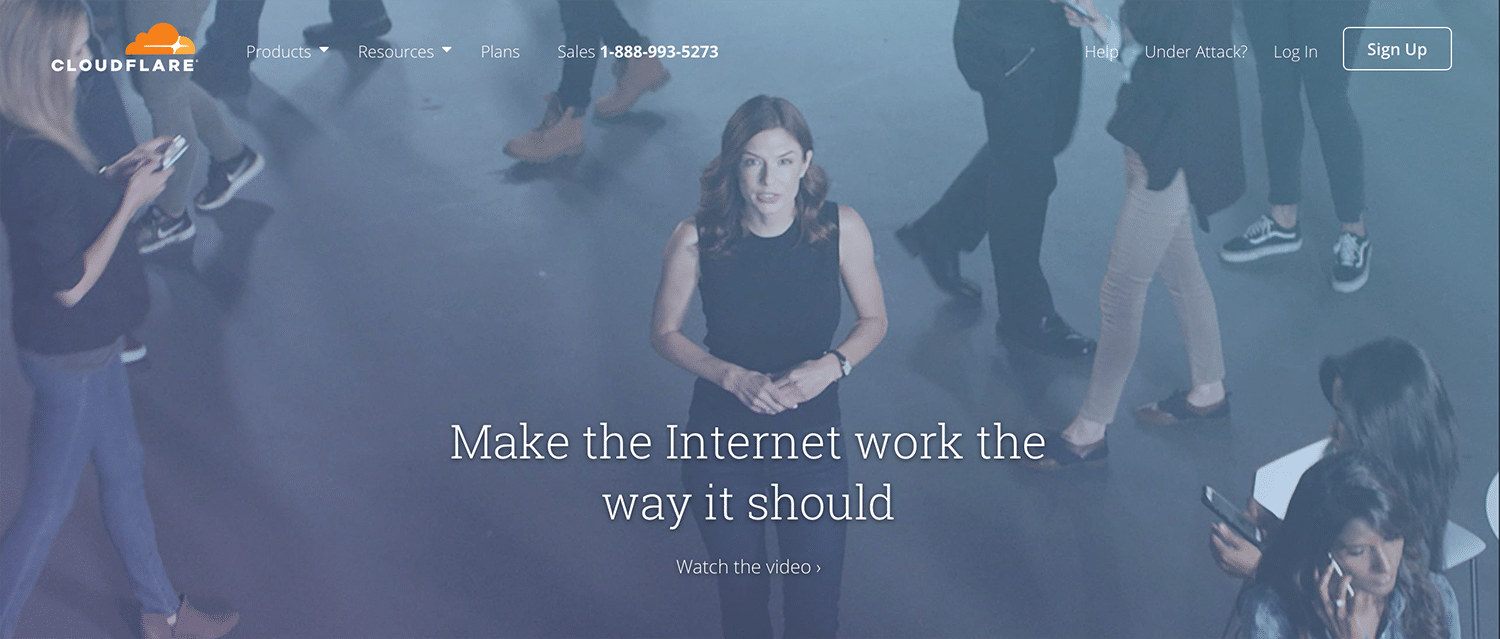 CLOUDFLARE
Products Resources Plans Sales 1-888-993-5273 Help Under Attack? Log In Sign Up
Make the Internet work the
way it should
Watch the video ›